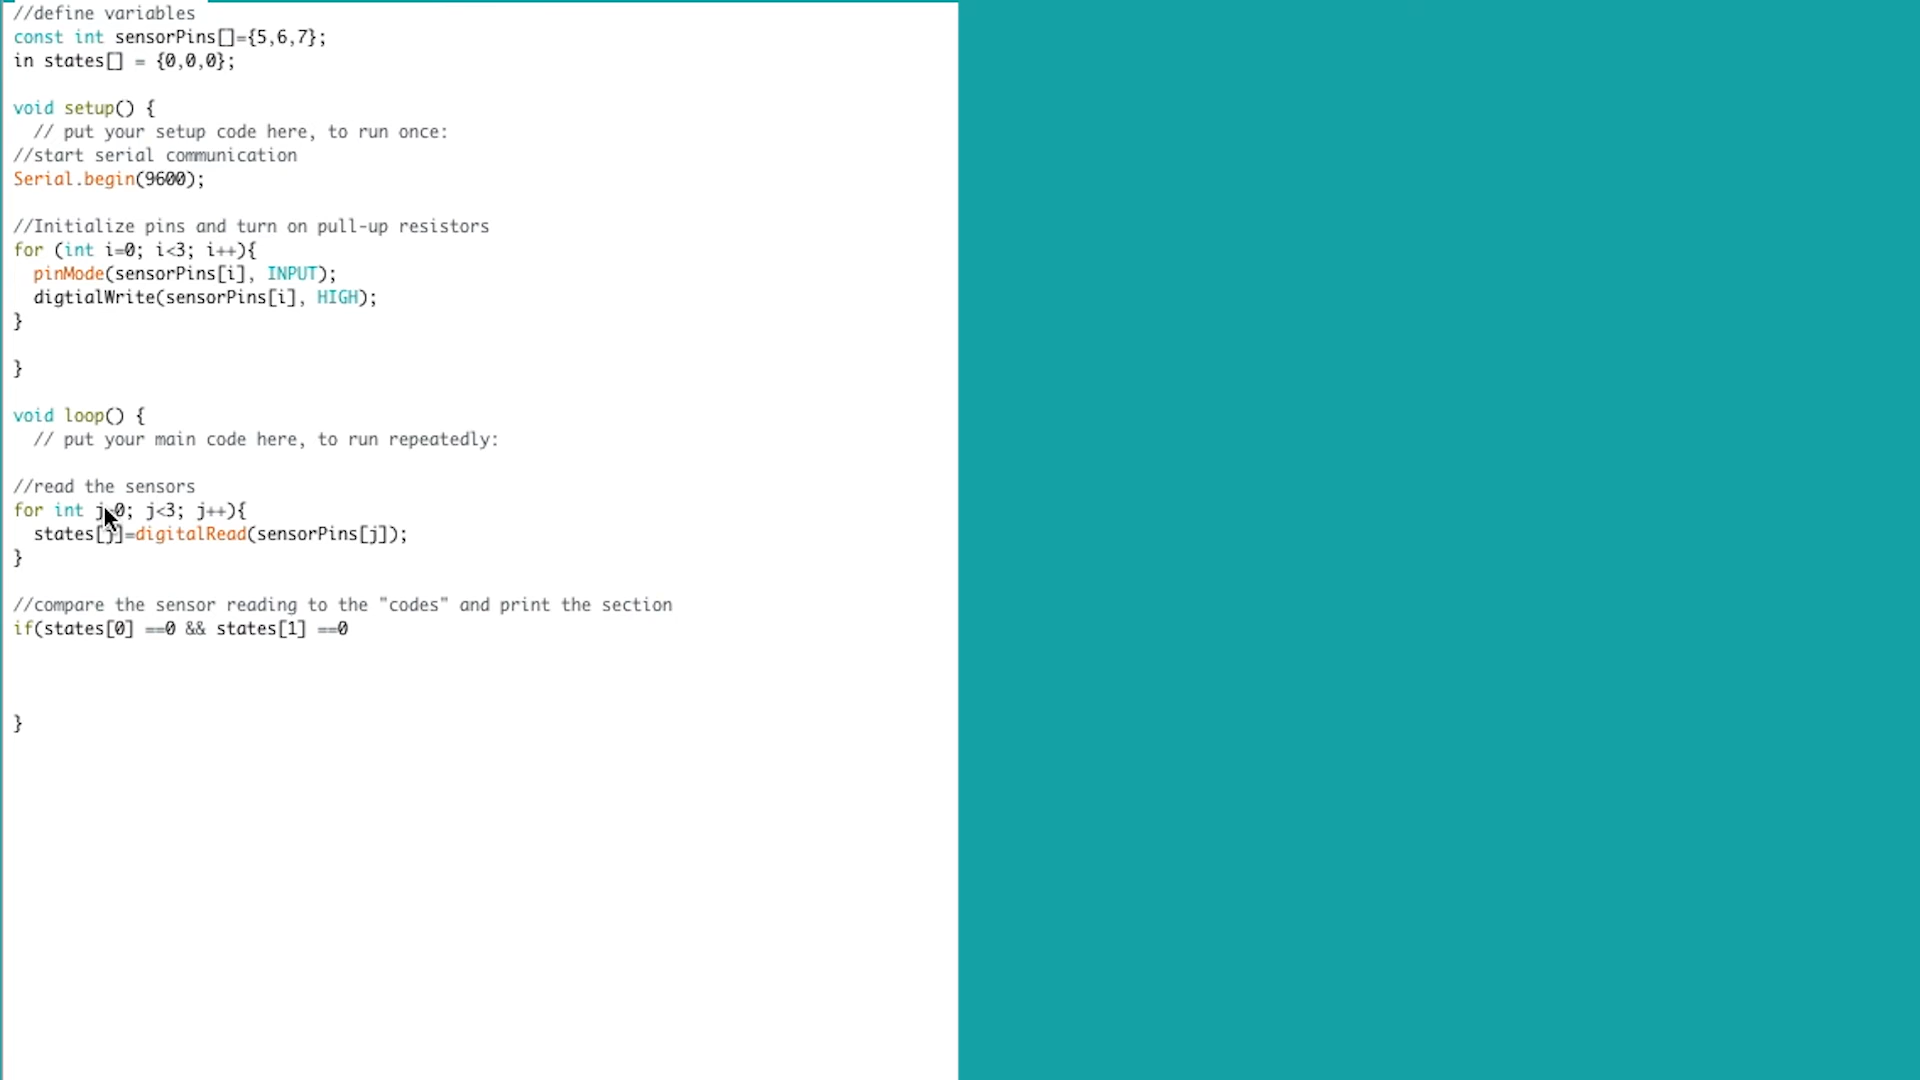 //define variables
const int sensorPins[]={5,6,7};
in states[] = {0,0,0};
void setup() {
// put your setup code here, to run once:
//start serial communication
Serial.begin(9600);
//Initialize pins and turn on pull-up resistors
for (int i=0; i<3; i++){
pinMode(sensorPins[i], INPUT);
digtialWrite(sensorPins[i], HIGH);
}
}
void loop() {
// put your main code here, to run repeatedly:
//read the sensors
for int j=0; j<3; j++){
states[j]=digitalRead(sensorPins[j]);
}
//compare the sensor reading to the "codes" and print the section
if(states[0] ==0 && states[1] ==0
}